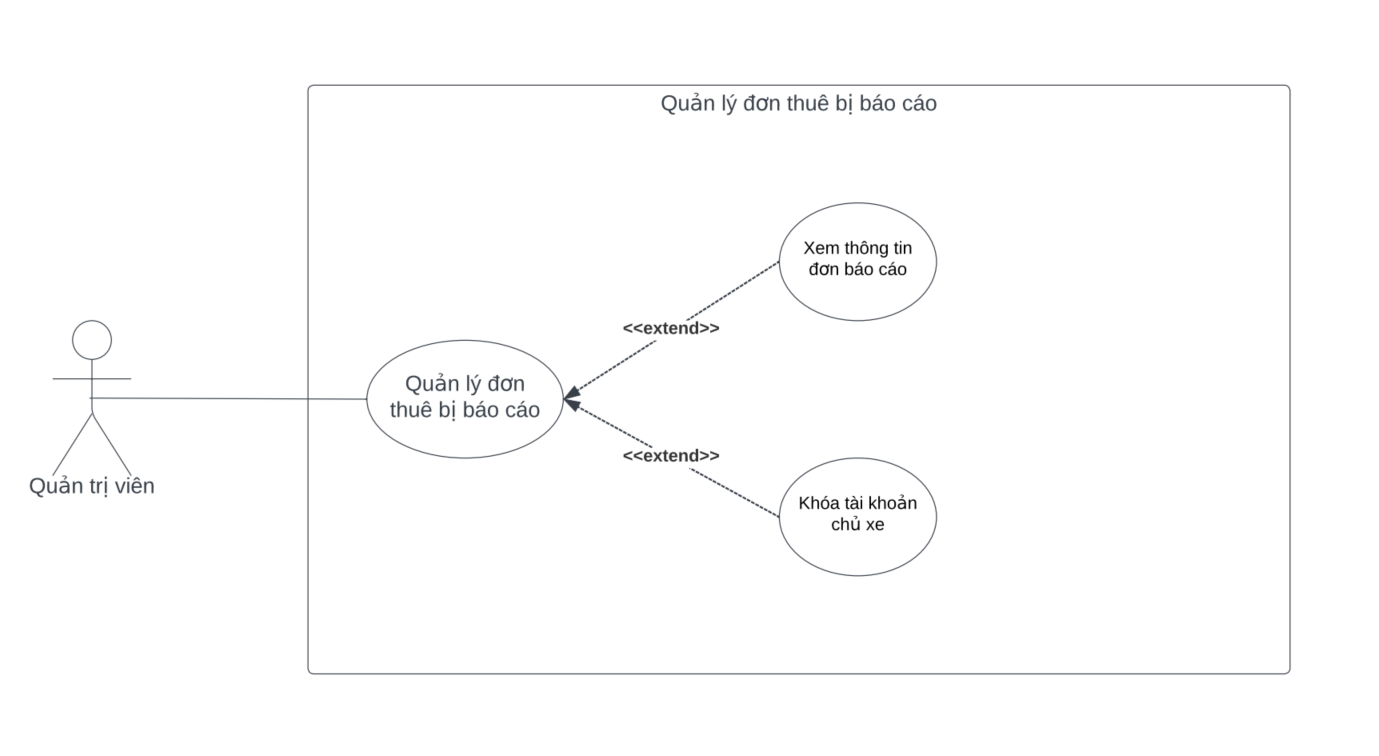 Quản lý đơn thuê bị báo cáo
Xem thông tin
đơn báo cáo
<<extend>>
Quản lý đơn
thuê bị báo cáo
<<extend>>
Quản trị viên
Khóa tài khoản
chủ xe